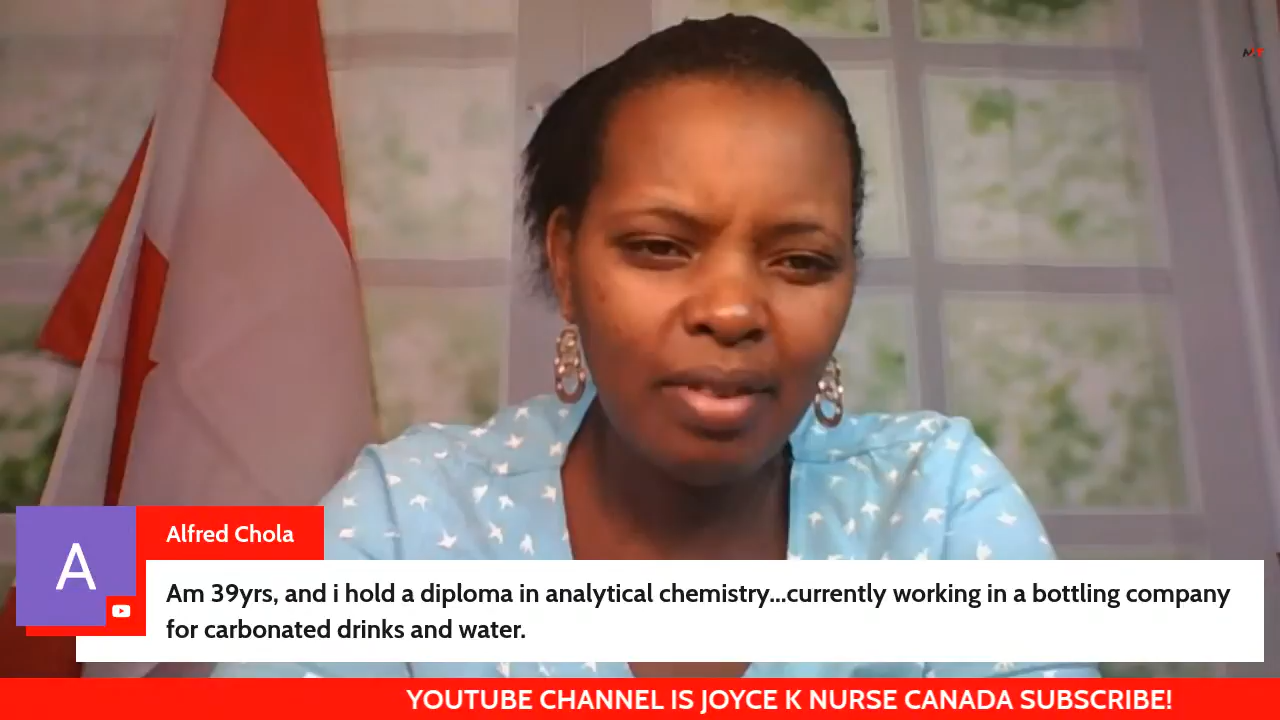 A
Alfred Chola
Am 39yrs, and i hold a diploma in analytical chemistry...currently working in a bottling company
for carbonated drinks and water.
YOUTUBE CHANNEL IS JOYCE K NURSE CANADA SUBSCRIBE!